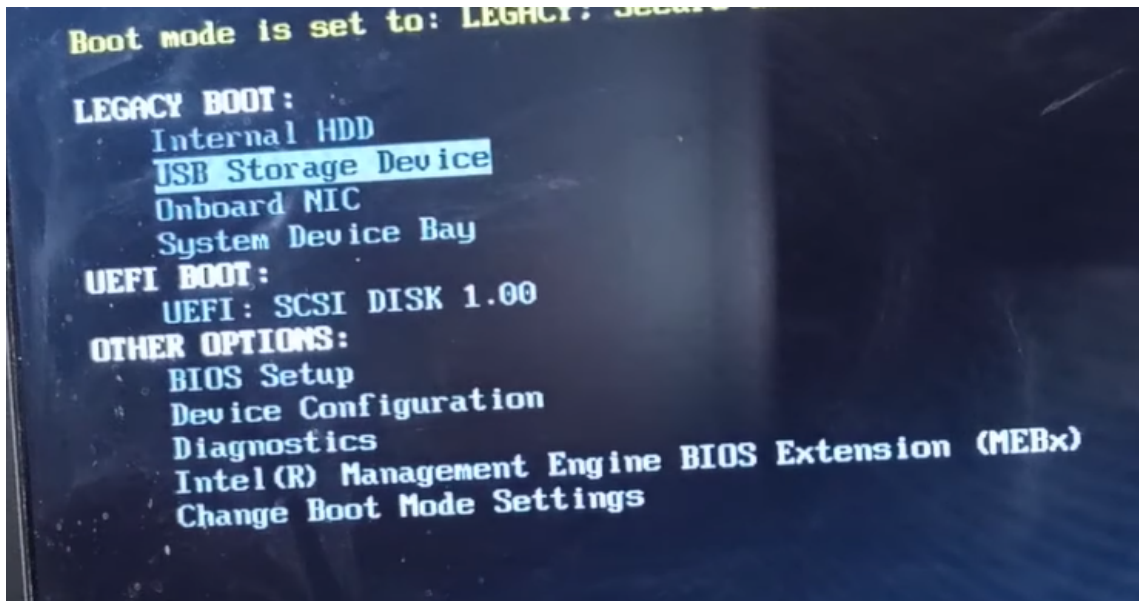 Boot mode is set to: LEGACY; Secure
LEGACY BOOT:
Internal HDD
USB Storage Device
Onboard NIC
System Device Bay
UEFI BOOT:
UEFI: SCSI DISK 1.00
OTHER OPTIONS:
BIOS Setup
Device Configuration
Diagnostics
Intel(R) Management Engine BIOS Extension (MEBx)
Change Boot Mode Settings